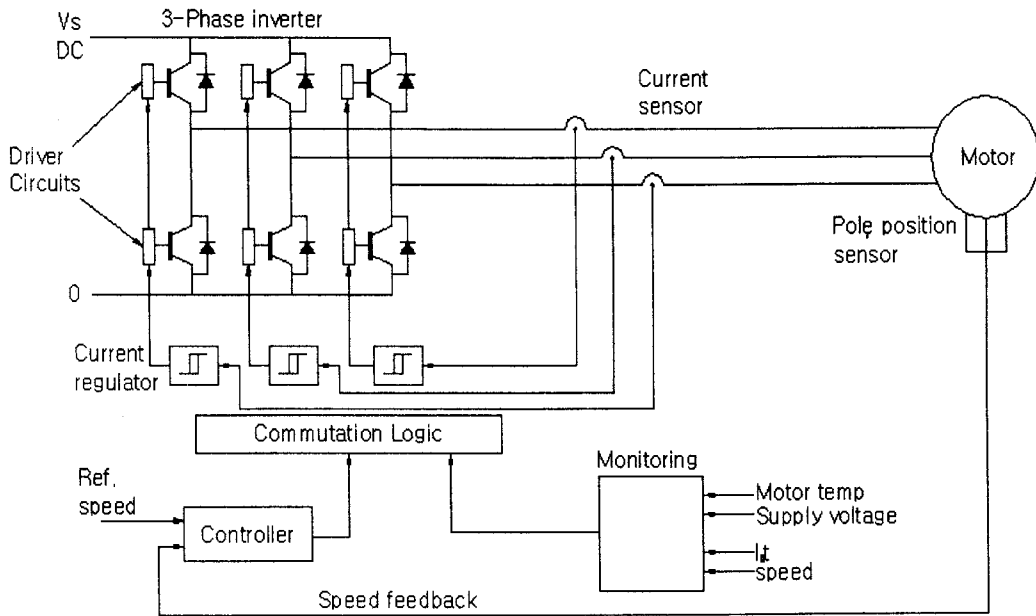 Vs
DC
3-Phase inverter
Current
sensor
Driver
Circuits
Motor
Pole position
sensor
0
Current
regulator
Commutation Logic
Monitoring
Ref.
speed
Controller
Motor temp
Supply voltage
speed
Speed feedback